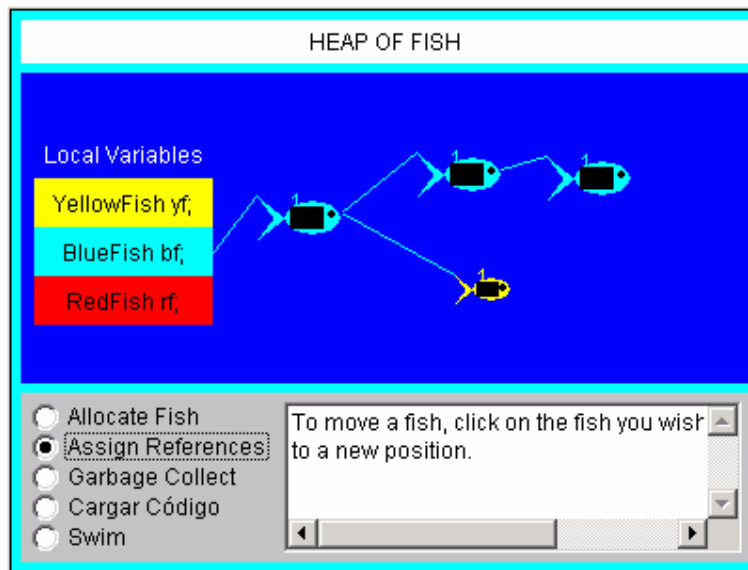 HEAP OF FISH
Local Variables
YellowFish yf;
BlueFish bf;
RedFish rf;
1
1
1
1
Allocate Fish
Assign References
Garbage Collect
Cargar Código
Swim
To move a fish, click on the fish you wish
to a new position.